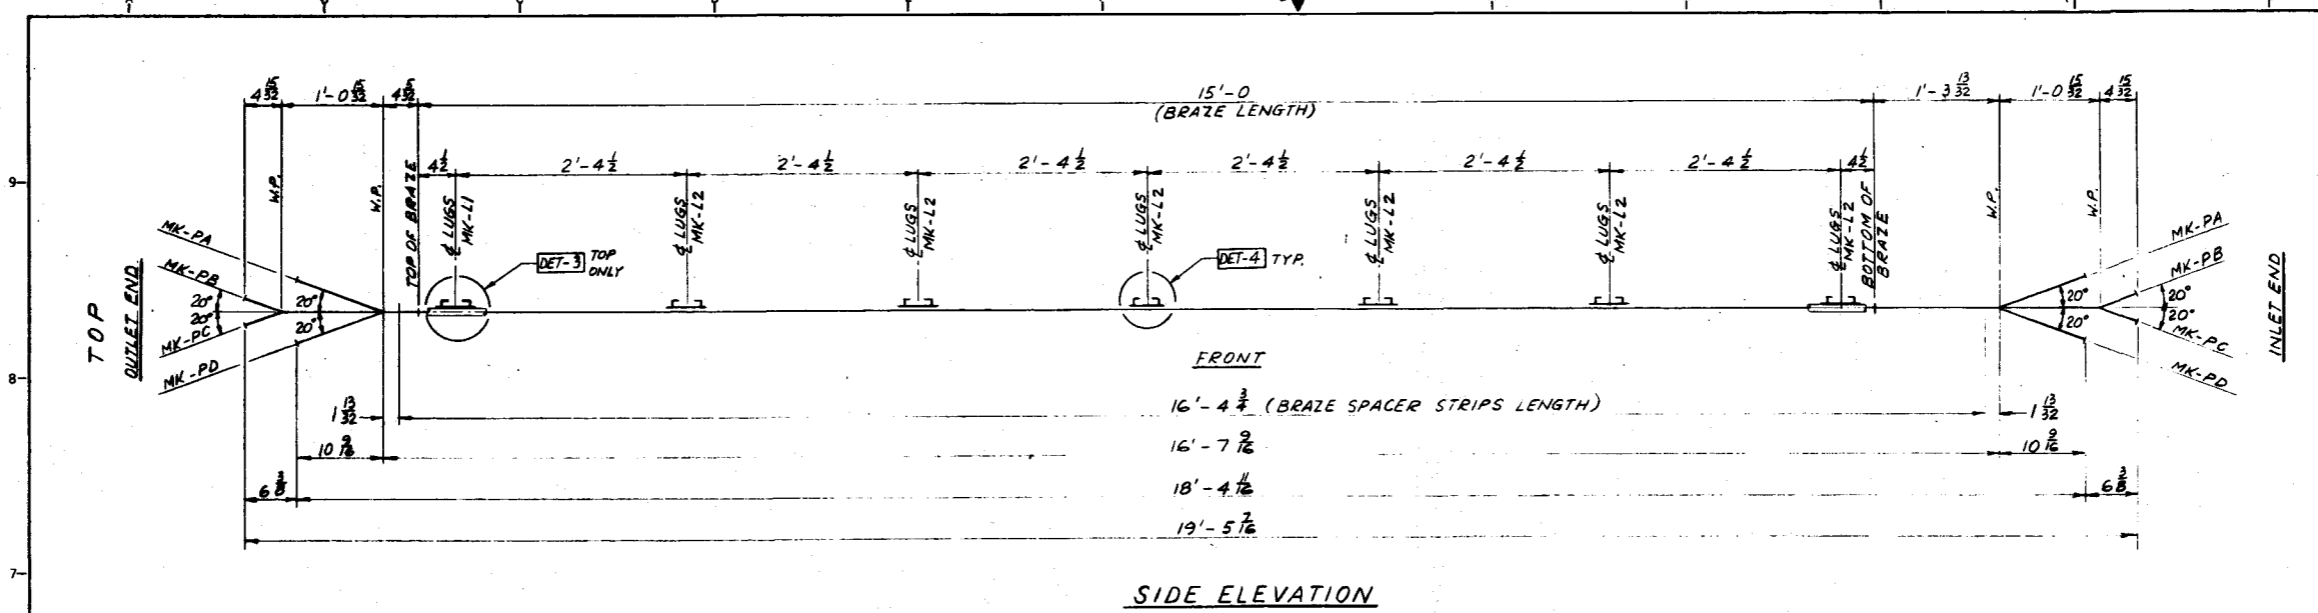 4 15/32 1'-0 15/32 4 5/32 15'-0 1'-3 13/32 1'-0 15/32 4 15/32
(BRAZE LENGTH)
4 1/2 2'-4 1/2 2'-4 1/2 2'-4 1/2 2'-4 1/2 2'-4 1/2 2'-4 1/2 4 1/2
9
W.P.
W.P.
TOP OF BRAZE
℄ LUGS
MK-L1
℄ LUGS
MK-L2
℄ LUGS
MK-L2
℄ LUGS
MK-L2
℄ LUGS
MK-L2
℄ LUGS
MK-L2
℄ LUGS
MK-L2
BOTTOM OF
BRAZE
W.P.
W.P.
MK-PA
MK-PB
MK-PC
MK-PD
20°
20°
20°
20°
TOP
OUTLET END
DET-3 TOP
ONLY
DET-4 TYP.
MK-PA
MK-PB
MK-PC
MK-PD
20°
20°
20°
20°
INLET END
FRONT
8
1 13/32 16'-4 3/4 (BRAZE SPACER STRIPS LENGTH) 1 13/32
10 9/16 16'-7 9/16 10 9/16
6 3/8 18'-4 11/16 6 3/8
19'-5 7/16
7
SIDE ELEVATION